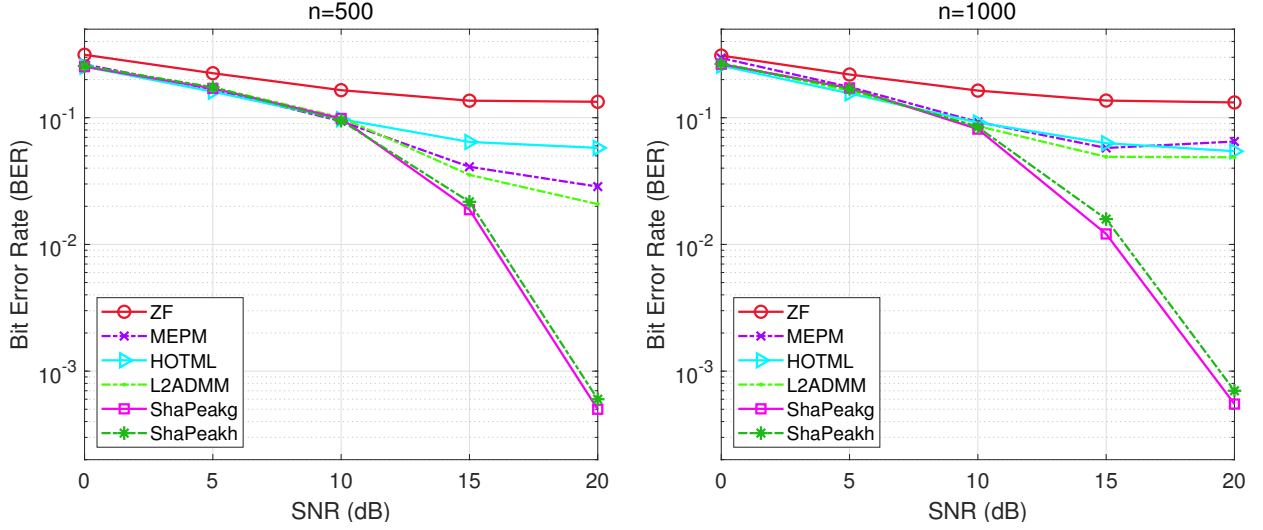 n=500
Bit Error Rate (BER)
10^-1
10^-2
10^-3
ZF
MEPM
HOTML
L2ADMM
ShaPeakg
ShaPeakh
0 5 10 15 20
SNR (dB)
n=1000
Bit Error Rate (BER)
10^-1
10^-2
10^-3
ZF
MEPM
HOTML
L2ADMM
ShaPeakg
ShaPeakh
0 5 10 15 20
SNR (dB)